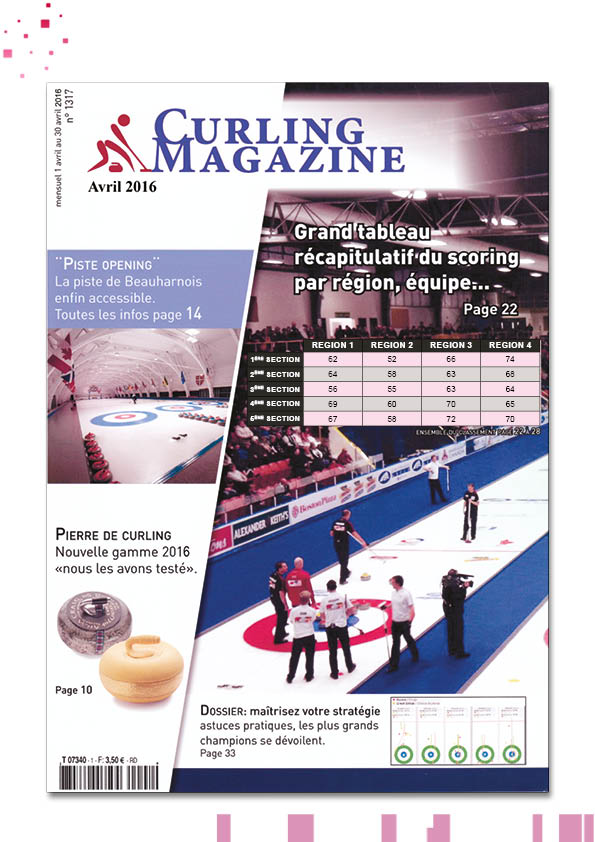 mensuel 1 avril au 30 avril 2016
n° 1317
CURLING
MAGAZINE
Avril 2016
Grand tableau
récapitulatif du scoring
par région, équipe...
Page 22
¨PISTE OPENING¨
La piste de Beauharnois
enfin accessible.
Toutes les infos page 14
REGION 1 REGION 2 REGION 3 REGION 4
1ÈME SECTION 62 52 66 74
2ÈME SECTION 64 58 63 68
3ÈME SECTION 56 55 63 64
4ÈME SECTION 69 60 70 65
5ÈME SECTION 67 58 72 70
ENSEMBLE DU CLASSEMENT PAGE 22 À 28
ALEXANDER KEITH'S
BOSTON PIZZA
PIERRE DE CURLING
Nouvelle gamme 2016
«nous les avons testé».
Page 10
DOSSIER: maîtrisez votre stratégie
astuces pratiques, les plus grands
champions se dévoilent.
Page 33
T 07340 - 1 - F: 3,50 € - RD